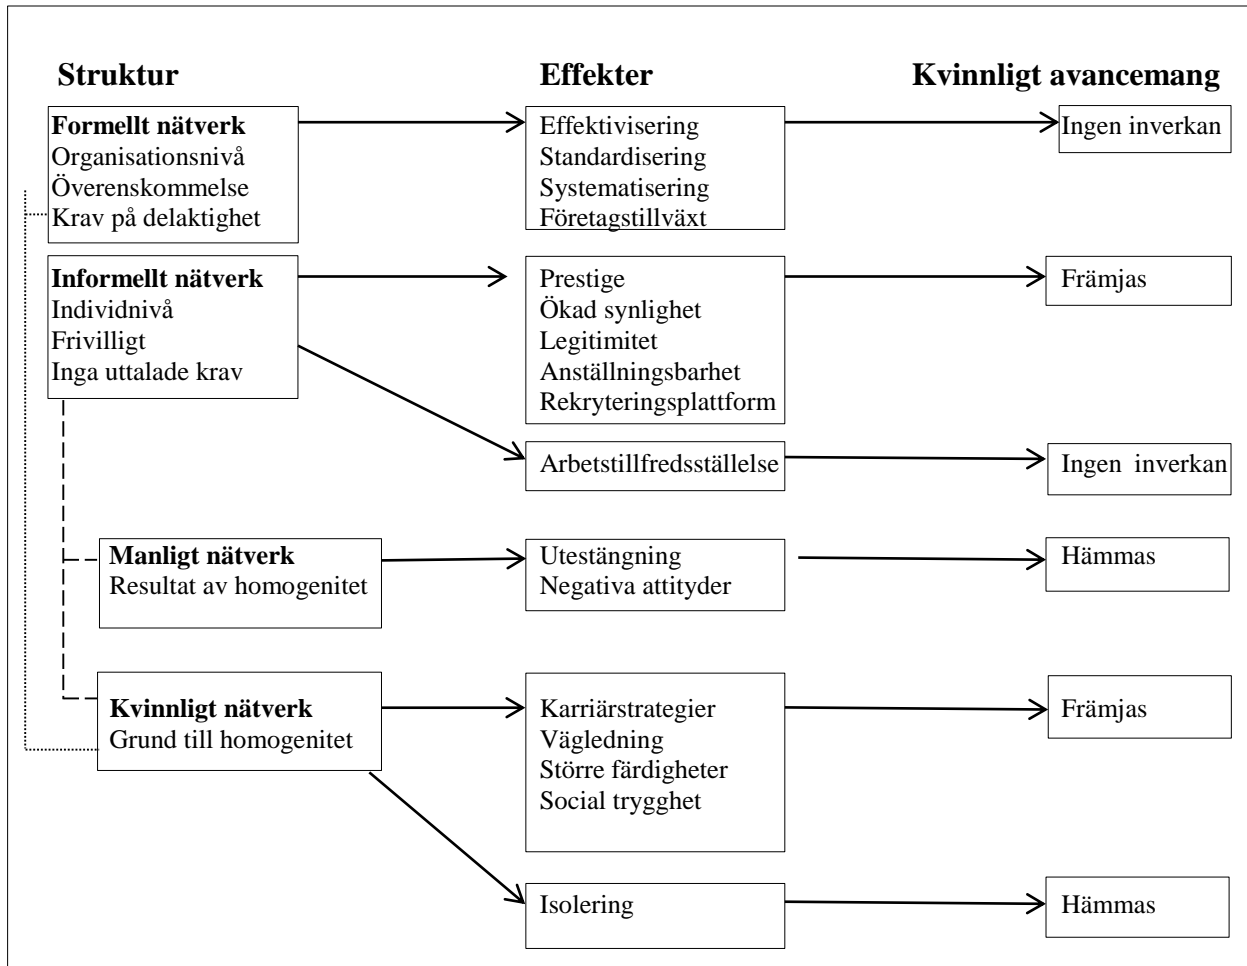 Struktur
Effekter
Kvinnligt avancemang
Formellt nätverk
Organisationsnivå
Överenskommelse
Krav på delaktighet
Effektivisering
Standardisering
Systematisering
Företagstillväxt
Ingen inverkan
Informellt nätverk
Individnivå
Frivilligt
Inga uttalade krav
Prestige
Ökad synlighet
Legitimitet
Anställningsbarhet
Rekryteringsplattform
Främjas
Arbetstillfredsställelse
Ingen inverkan
Manligt nätverk
Resultat av homogenitet
Utestängning
Negativa attityder
Hämmas
Kvinnligt nätverk
Grund till homogenitet
Karriärstrategier
Vägledning
Större färdigheter
Social trygghet
Främjas
Isolering
Hämmas